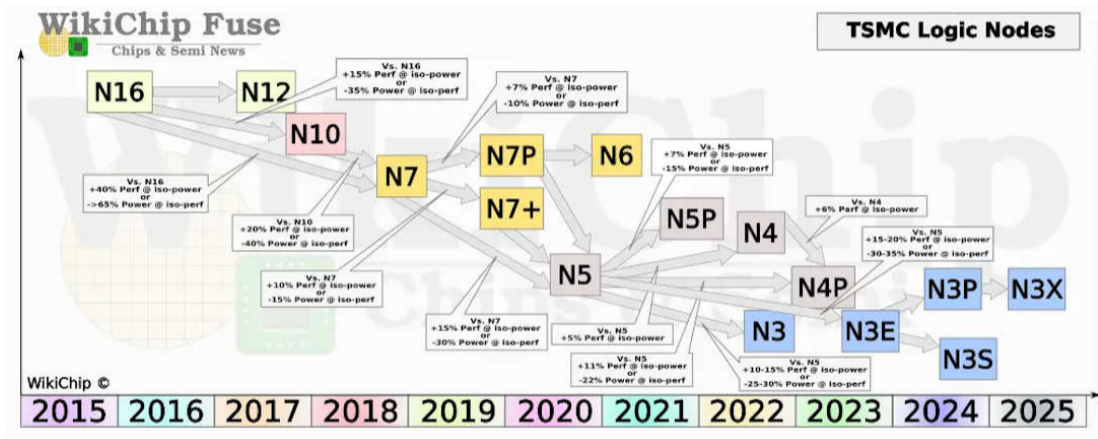 WikiChip Fuse
Chips & Semi News
TSMC Logic Nodes
N16
N12
N10
N7
N7P
N7+
N6
N5
N5P
N4
N4P
N3
N3E
N3P
N3X
N3S
Vs. N16
+15% Perf @ iso-power
or
-35% Power @ iso-perf
Vs. N7
+7% Perf @ iso-power
or
-10% Power @ iso-perf
Vs. N5
+7% Perf @ iso-power
or
-15% Power @ iso-perf
Vs. N16
+40% Perf @ iso-power
or
->65% Power @ iso-perf
Vs. N4
+6% Perf @ iso-power
Vs. N10
+20% Perf @ iso-power
or
-40% Power @ iso-perf
Vs. N5
+15-20% Perf @ iso-power
or
-30-35% Power @ iso-perf
Vs. N7
+10% Perf @ iso-power
or
-15% Power @ iso-perf
Vs. N7
+15% Perf @ iso-power
or
-30% Power @ iso-perf
Vs. N5
+5% Perf @ iso-power
Vs. N5
+11% Perf @ iso-power
or
-22% Power @ iso-perf
Vs. N5
+10-15% Perf @ iso-power
or
-25-30% Power @ iso-perf
WikiChip
Chips & Semi
WikiChip ©
2015 2016 2017 2018 2019 2020 2021 2022 2023 2024 2025